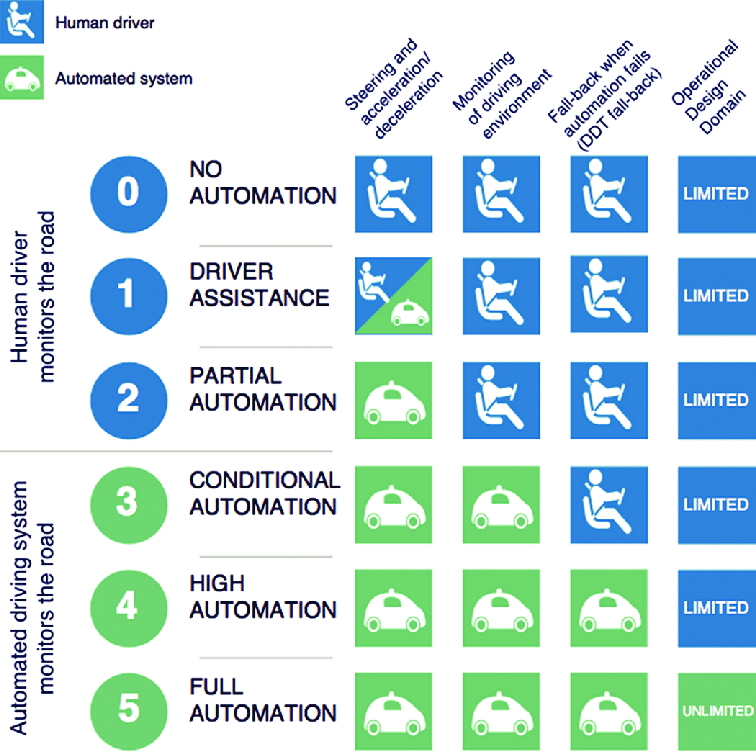 Human driver
Automated system
Steering and
acceleration/
deceleration
Monitoring
of driving
environment
Fall-back when
automation fails
(DDT fall-back)
Operational
Design
Domain
Human driver
monitors the road
0
NO
AUTOMATION
LIMITED
1
DRIVER
ASSISTANCE
LIMITED
2
PARTIAL
AUTOMATION
LIMITED
Automated driving system
monitors the road
3
CONDITIONAL
AUTOMATION
LIMITED
4
HIGH
AUTOMATION
LIMITED
5
FULL
AUTOMATION
UNLIMITED